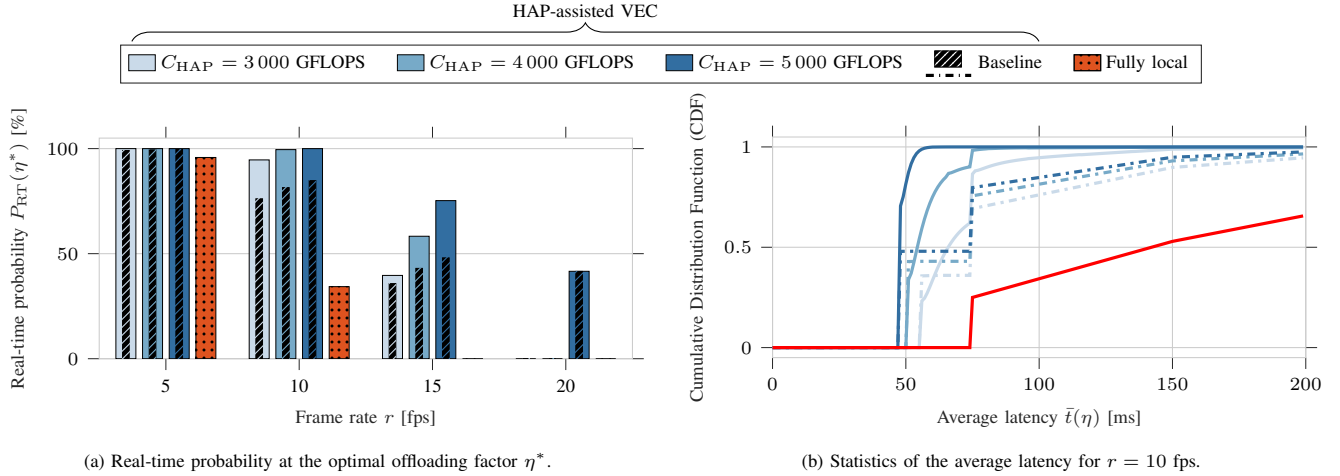 HAP-assisted VEC
C_HAP = 3 000 GFLOPS C_HAP = 4 000 GFLOPS C_HAP = 5 000 GFLOPS Baseline Fully local
Real-time probability P_RT(η*) [%]
100
50
0
5 10 15 20
Frame rate r [fps]
(a) Real-time probability at the optimal offloading factor η*.
Cumulative Distribution Function (CDF)
1
0.5
0
0 50 100 150 200
Average latency t̄(η) [ms]
(b) Statistics of the average latency for r = 10 fps.